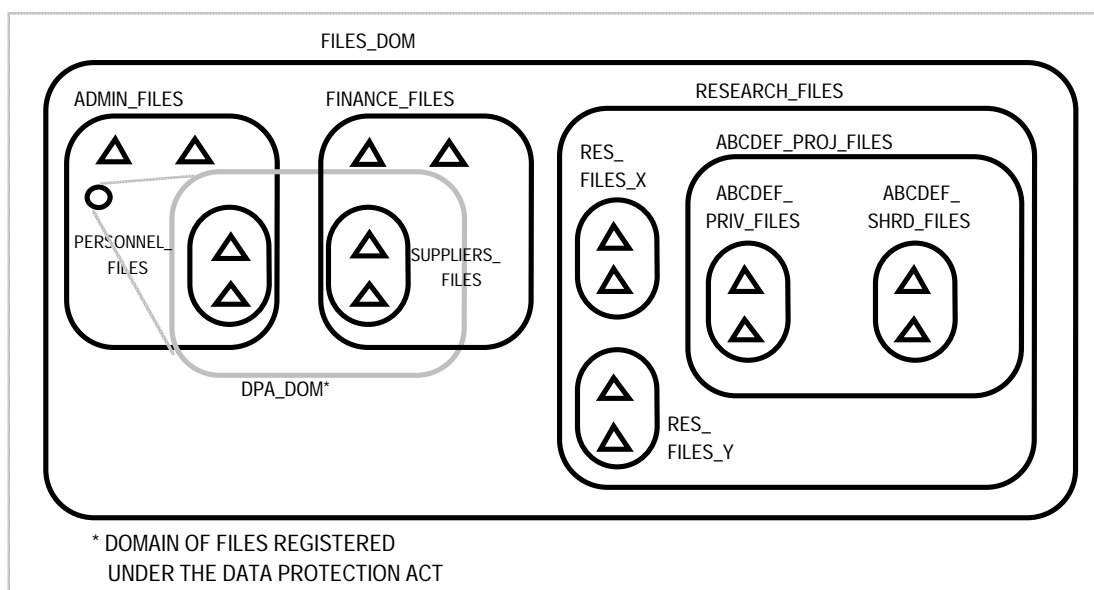 FILES_DOM
ADMIN_FILES
FINANCE_FILES
RESEARCH_FILES
RES_
FILES_X
ABCDEF_PROJ_FILES
ABCDEF_
PRIV_FILES
ABCDEF_
SHRD_FILES
PERSONNEL_
FILES
SUPPLIERS_
FILES
DPA_DOM*
RES_
FILES_Y
* DOMAIN OF FILES REGISTERED
UNDER THE DATA PROTECTION ACT